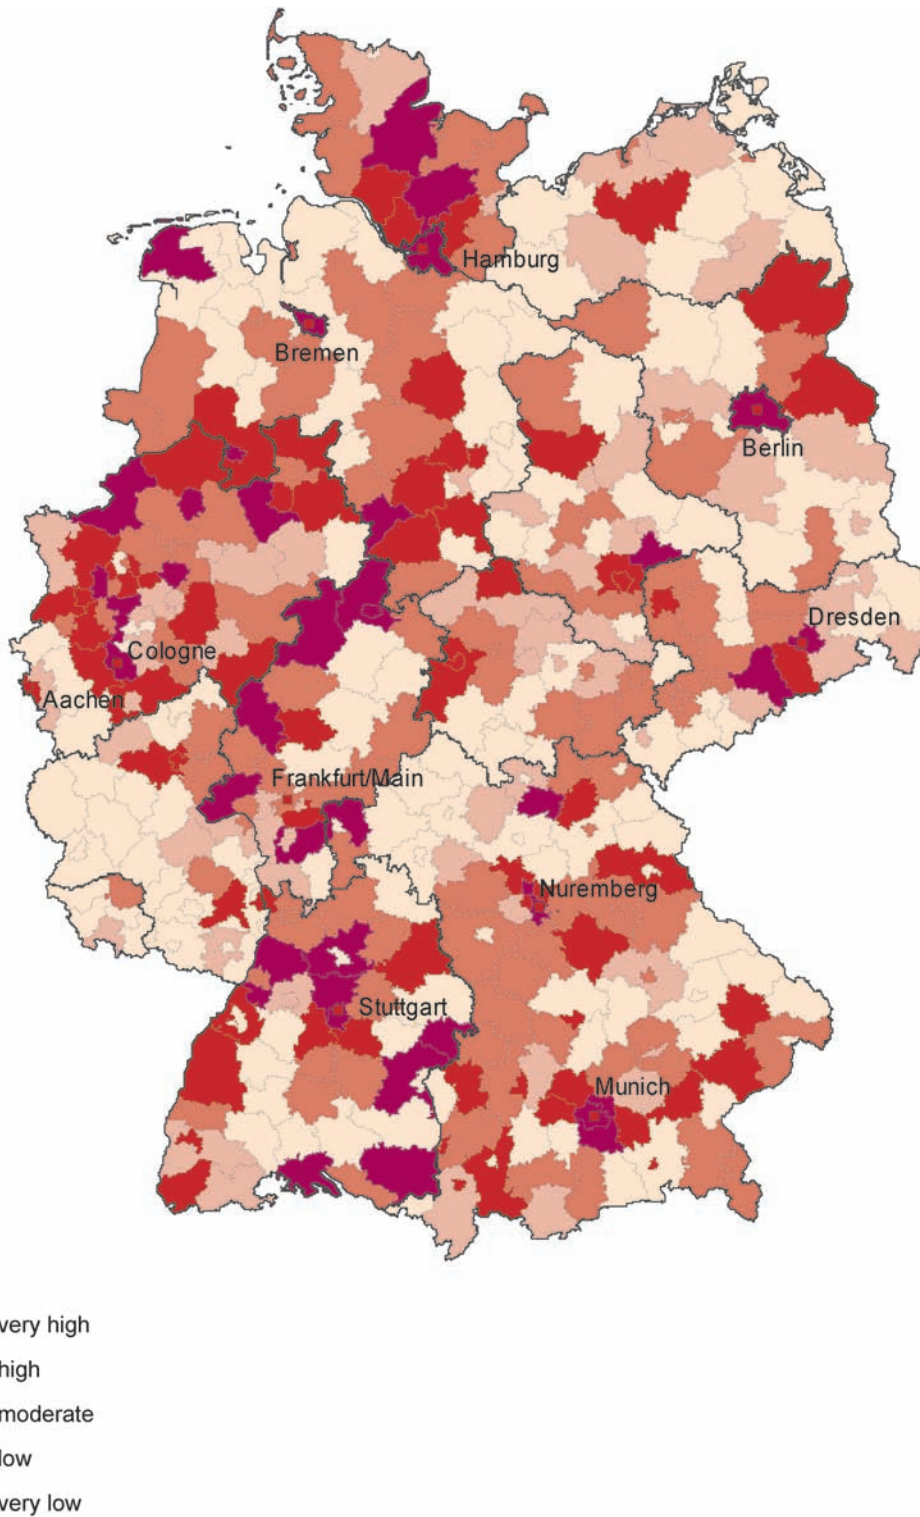 Hamburg
Bremen
Berlin
Dresden
Cologne
Aachen
Frankfurt/Main
Nuremberg
Stuttgart
Munich
very high
high
moderate
low
very low